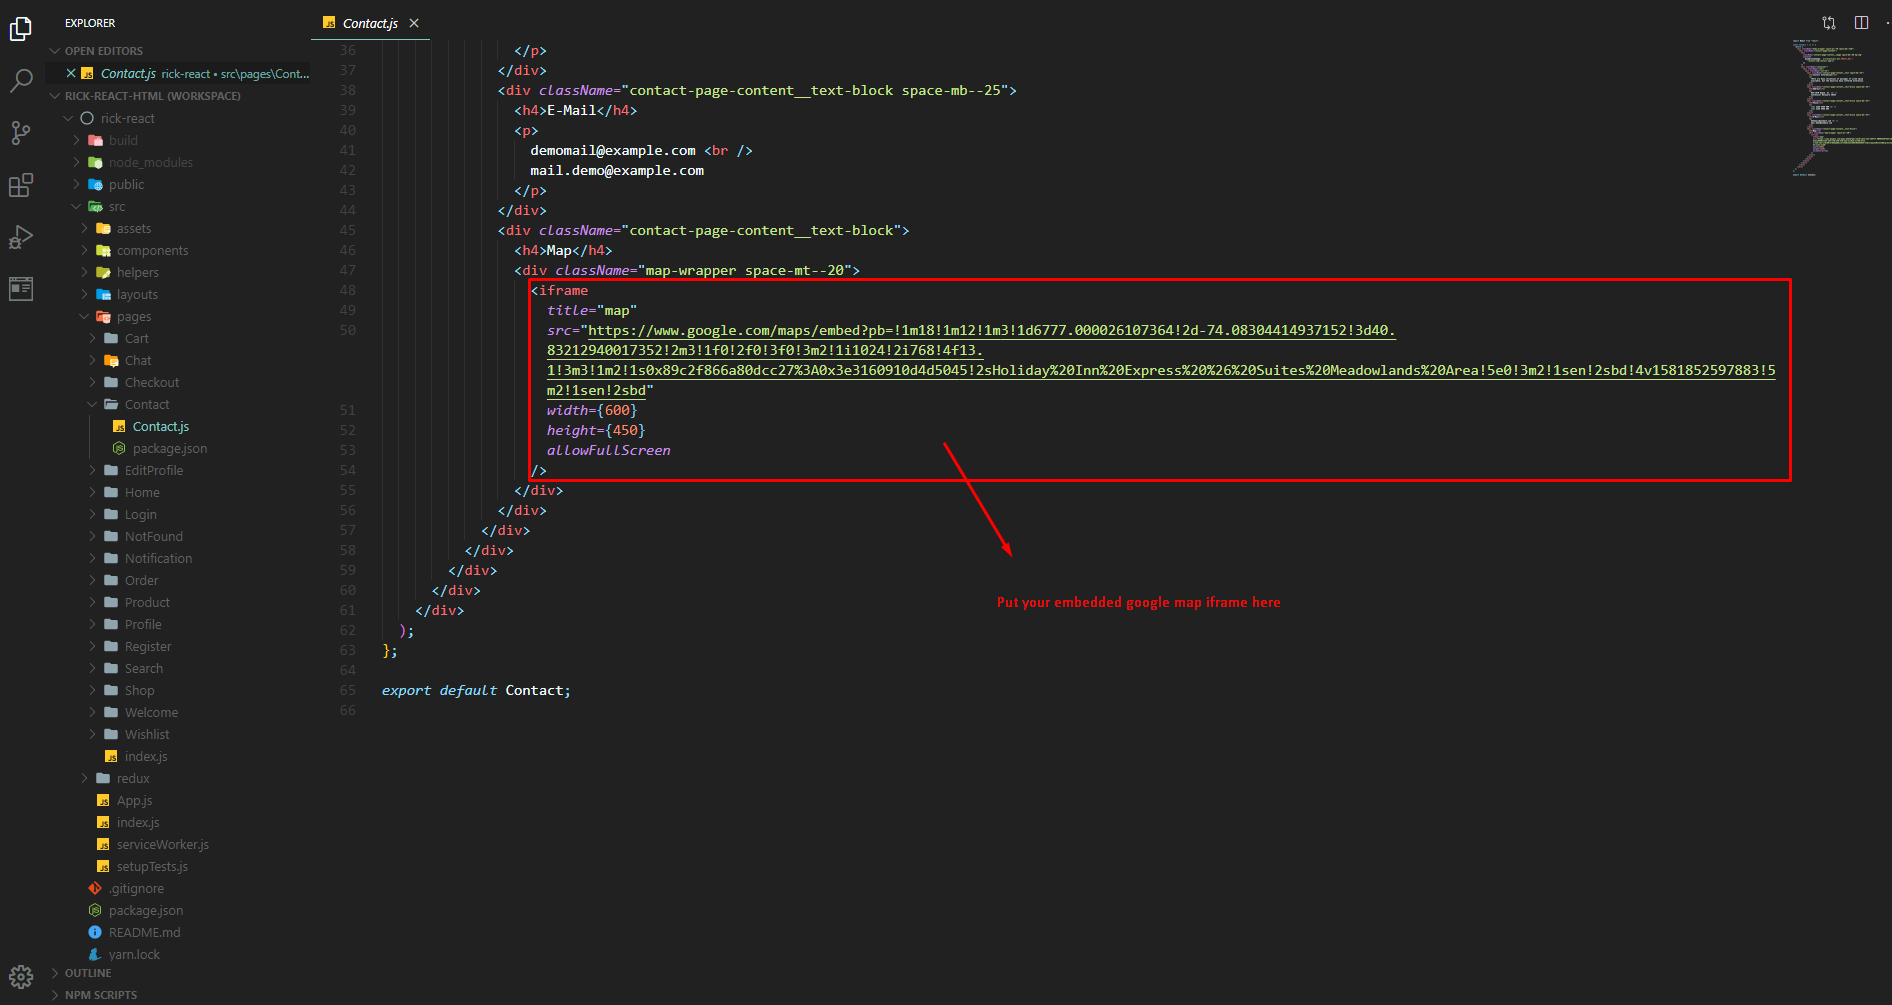 EXPLORER
OPEN EDITORS
Contact.js rick-react • src\pages\Cont...
RICK-REACT-HTML (WORKSPACE)
rick-react
build
node_modules
public
src
assets
components
helpers
layouts
pages
Cart
Chat
Checkout
Contact
Contact.js
package.json
EditProfile
Home
Login
NotFound
Notification
Order
Product
Profile
Register
Search
Shop
Welcome
Wishlist
index.js
redux
App.js
index.js
serviceWorker.js
setupTests.js
.gitignore
package.json
README.md
yarn.lock
OUTLINE
NPM SCRIPTS
Contact.js
36 </p>
37 </div>
38 <div className="contact-page-content__text-block space-mb--25">
39 <h4>E-Mail</h4>
40 <p>
41 demomail@example.com <br />
42 mail.demo@example.com
43 </p>
44 </div>
45 <div className="contact-page-content__text-block">
46 <h4>Map</h4>
47 <div className="map-wrapper space-mt--20">
48 <iframe
49 title="map"
50 src="https://www.google.com/maps/embed?pb=!1m18!1m12!1m3!1d6777.000026107364!2d-74.08304414937152!3d40.
83212940017352!2m3!1f0!2f0!3f0!3m2!1i1024!2i768!4f13.
1!3m3!1m2!1s0x89c2f866a80dcc27%3A0x3e3160910d4d5045!2sHoliday%20Inn%20Express%20%26%20Suites%20Meadowlands%20Area!5e0!3m2!1sen!2sbd!4v1581852597883!5
m2!1sen!2sbd"
51 width={600}
52 height={450}
53 allowFullScreen
54 />
55 </div>
56 </div>
57 </div>
58 </div>
59 </div>
60 </div>
61 </div>
62 );
63 };
64
65 export default Contact;
66
Put your embedded google map iframe here